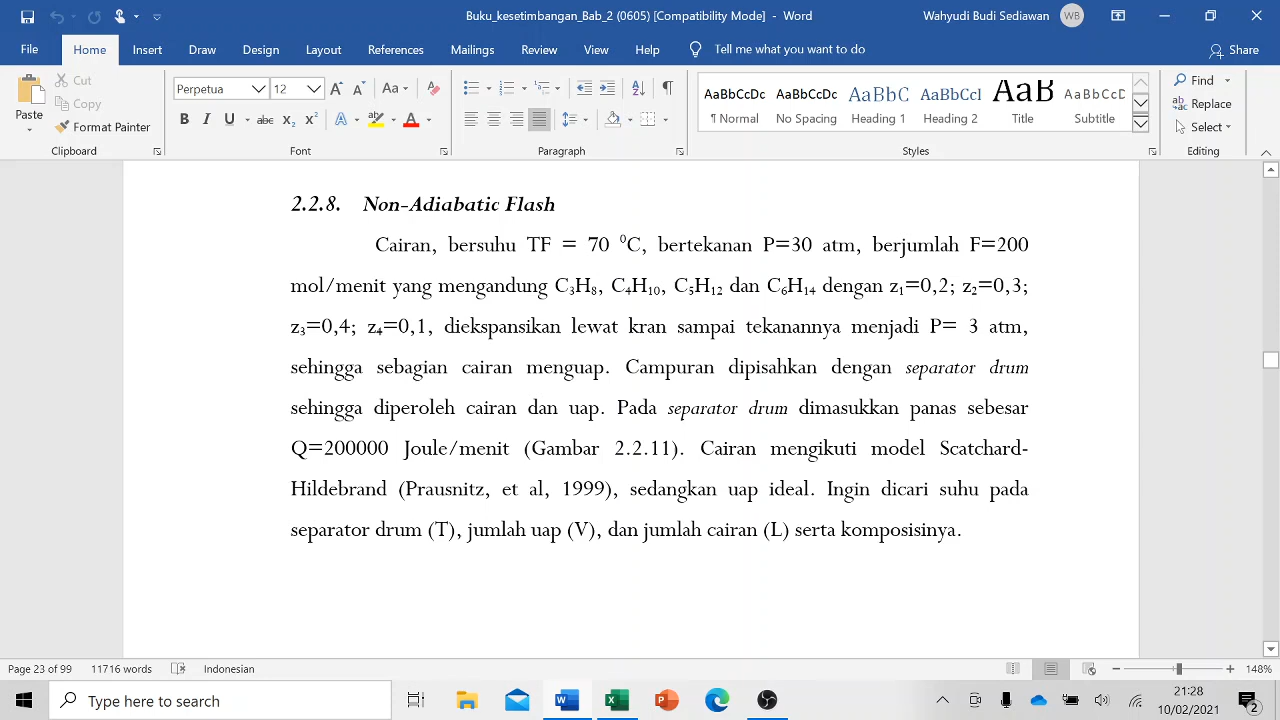 Buku_kesetimbangan_Bab_2 (0605) [Compatibility Mode] - Word
Wahyudi Budi Sediawan
WB
File Home Insert Draw Design Layout References Mailings Review View Help Tell me what you want to do Share
Paste
Cut
Copy
Format Painter
Clipboard
Perpetua 12
Font
Paragraph
AaBbCcDc AaBbCcDc AaBbC AaBbCcI AaB AaBbCcD
¶ Normal No Spacing Heading 1 Heading 2 Title Subtitle
Styles
Find
Replace
Select
Editing
2.2.8. Non-Adiabatic Flash
Cairan, bersuhu TF = 70 ⁰C, bertekanan P=30 atm, berjumlah F=200
mol/menit yang mengandung C₃H₈, C₄H₁₀, C₅H₁₂ dan C₆H₁₄ dengan z₁=0,2; z₂=0,3;
z₃=0,4; z₄=0,1, diekspansikan lewat kran sampai tekanannya menjadi P= 3 atm,
sehingga sebagian cairan menguap. Campuran dipisahkan dengan separator drum
sehingga diperoleh cairan dan uap. Pada separator drum dimasukkan panas sebesar
Q=200000 Joule/menit (Gambar 2.2.11). Cairan mengikuti model Scatchard-
Hildebrand (Prausnitz, et al, 1999), sedangkan uap ideal. Ingin dicari suhu pada
separator drum (T), jumlah uap (V), dan jumlah cairan (L) serta komposisinya.
Page 23 of 99 11716 words Indonesian 148%
Type here to search
21:28
10/02/2021
2